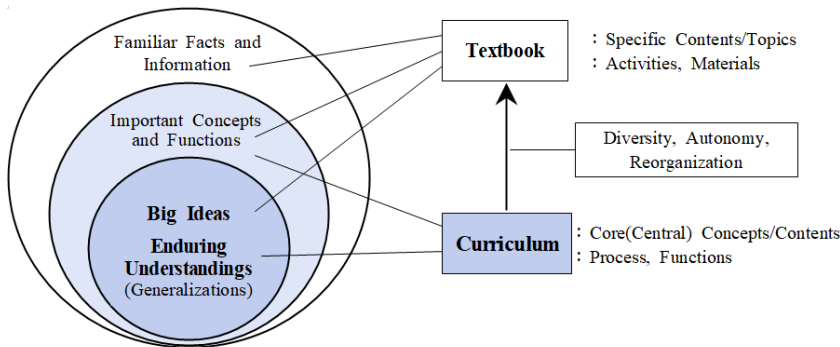 Familiar Facts and
Information
Important Concepts
and Functions
Big Ideas
Enduring
Understandings
(Generalizations)
Textbook
: Specific Contents/Topics
: Activities, Materials
Diversity, Autonomy,
Reorganization
Curriculum
: Core(Central) Concepts/Contents
: Process, Functions